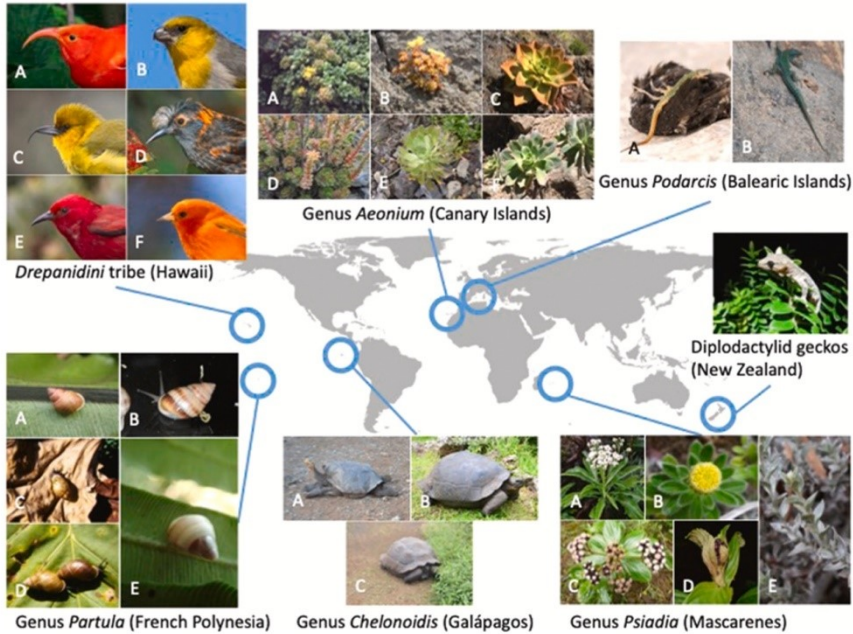 A
B
C
D
E
F
Drepanidini tribe (Hawaii)
A
B
C
D
E
F
Genus Aeonium (Canary Islands)
A
B
Genus Podarcis (Balearic Islands)
Diplodactylid geckos
(New Zealand)
A
B
C
D
E
Genus Partula (French Polynesia)
A
B
C
Genus Chelonoidis (Galápagos)
A
B
C
D
E
Genus Psiadia (Mascarenes)